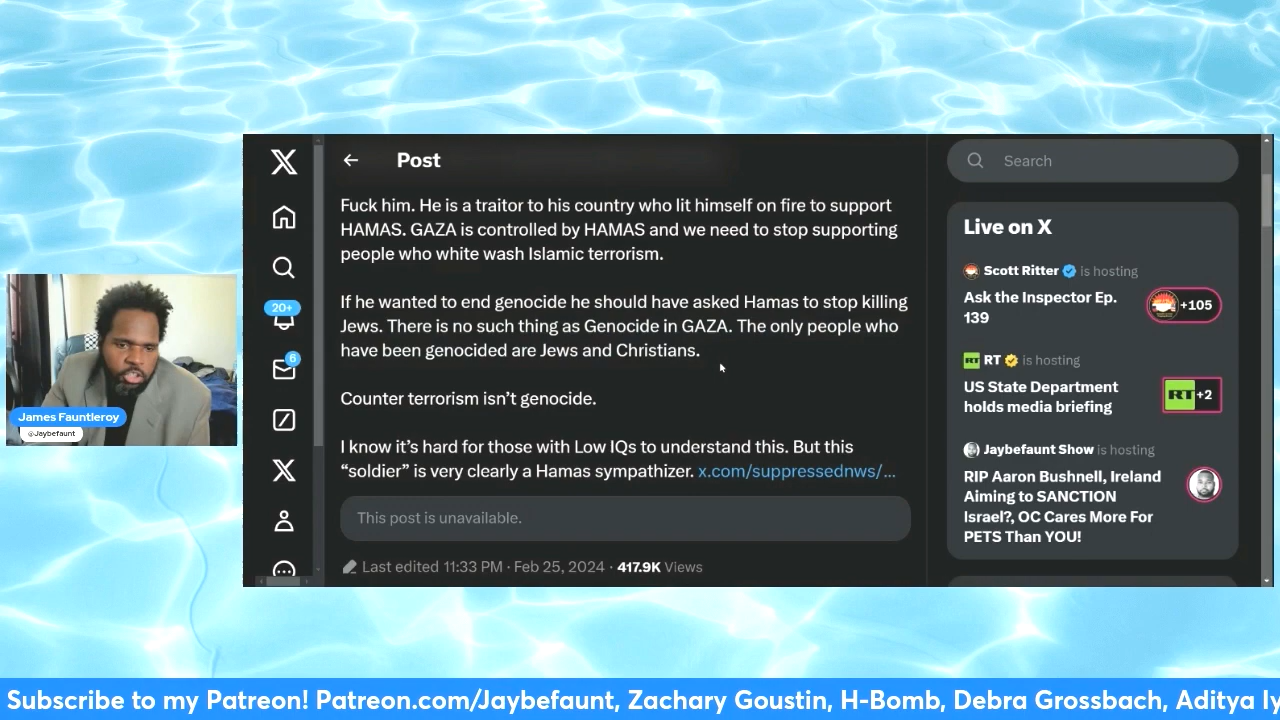 Post
Search
Fuck him. He is a traitor to his country who lit himself on fire to support
HAMAS. GAZA is controlled by HAMAS and we need to stop supporting
people who white wash Islamic terrorism.
If he wanted to end genocide he should have asked Hamas to stop killing
Jews. There is no such thing as Genocide in GAZA. The only people who
have been genocided are Jews and Christians.
Counter terrorism isn’t genocide.
I know it’s hard for those with Low IQs to understand this. But this
“soldier” is very clearly a Hamas sympathizer. x.com/suppressednws/...
This post is unavailable.
Last edited 11:33 PM · Feb 25, 2024 · 417.9K Views
20+
6
Live on X
Scott Ritter is hosting
Ask the Inspector Ep.
139
+105
RT is hosting
US State Department
holds media briefing
RT +2
Jaybefaunt Show is hosting
RIP Aaron Bushnell, Ireland
Aiming to SANCTION
Israel?, OC Cares More For
PETS Than YOU!
James Fauntleroy
@Jaybefaunt
Subscribe to my Patreon! Patreon.com/Jaybefaunt, Zachary Goustin, H-Bomb, Debra Grossbach, Aditya Iy